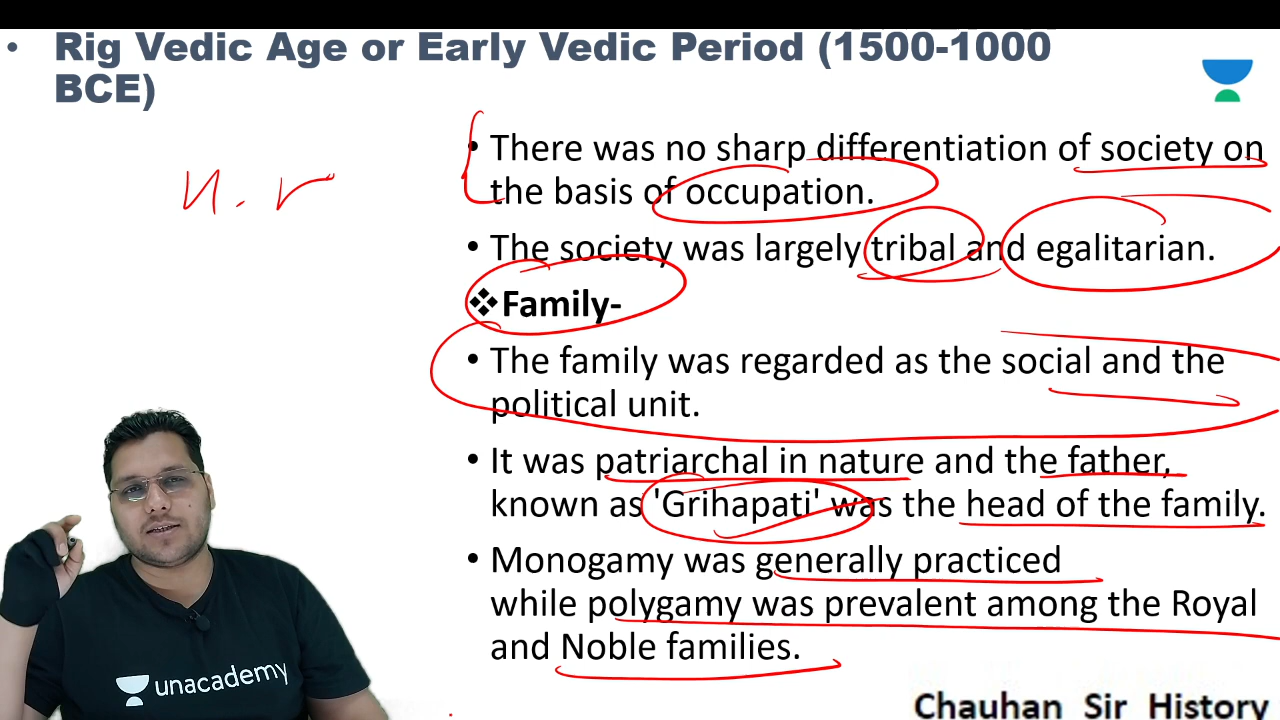 • Rig Vedic Age or Early Vedic Period (1500-1000
BCE)
• There was no sharp differentiation of society on
the basis of occupation.
• The society was largely tribal and egalitarian.
❖Family-
• The family was regarded as the social and the
political unit.
• It was patriarchal in nature and the father,
known as 'Grihapati' was the head of the family.
• Monogamy was generally practiced
while polygamy was prevalent among the Royal
and Noble families.
unacademy
Chauhan Sir History